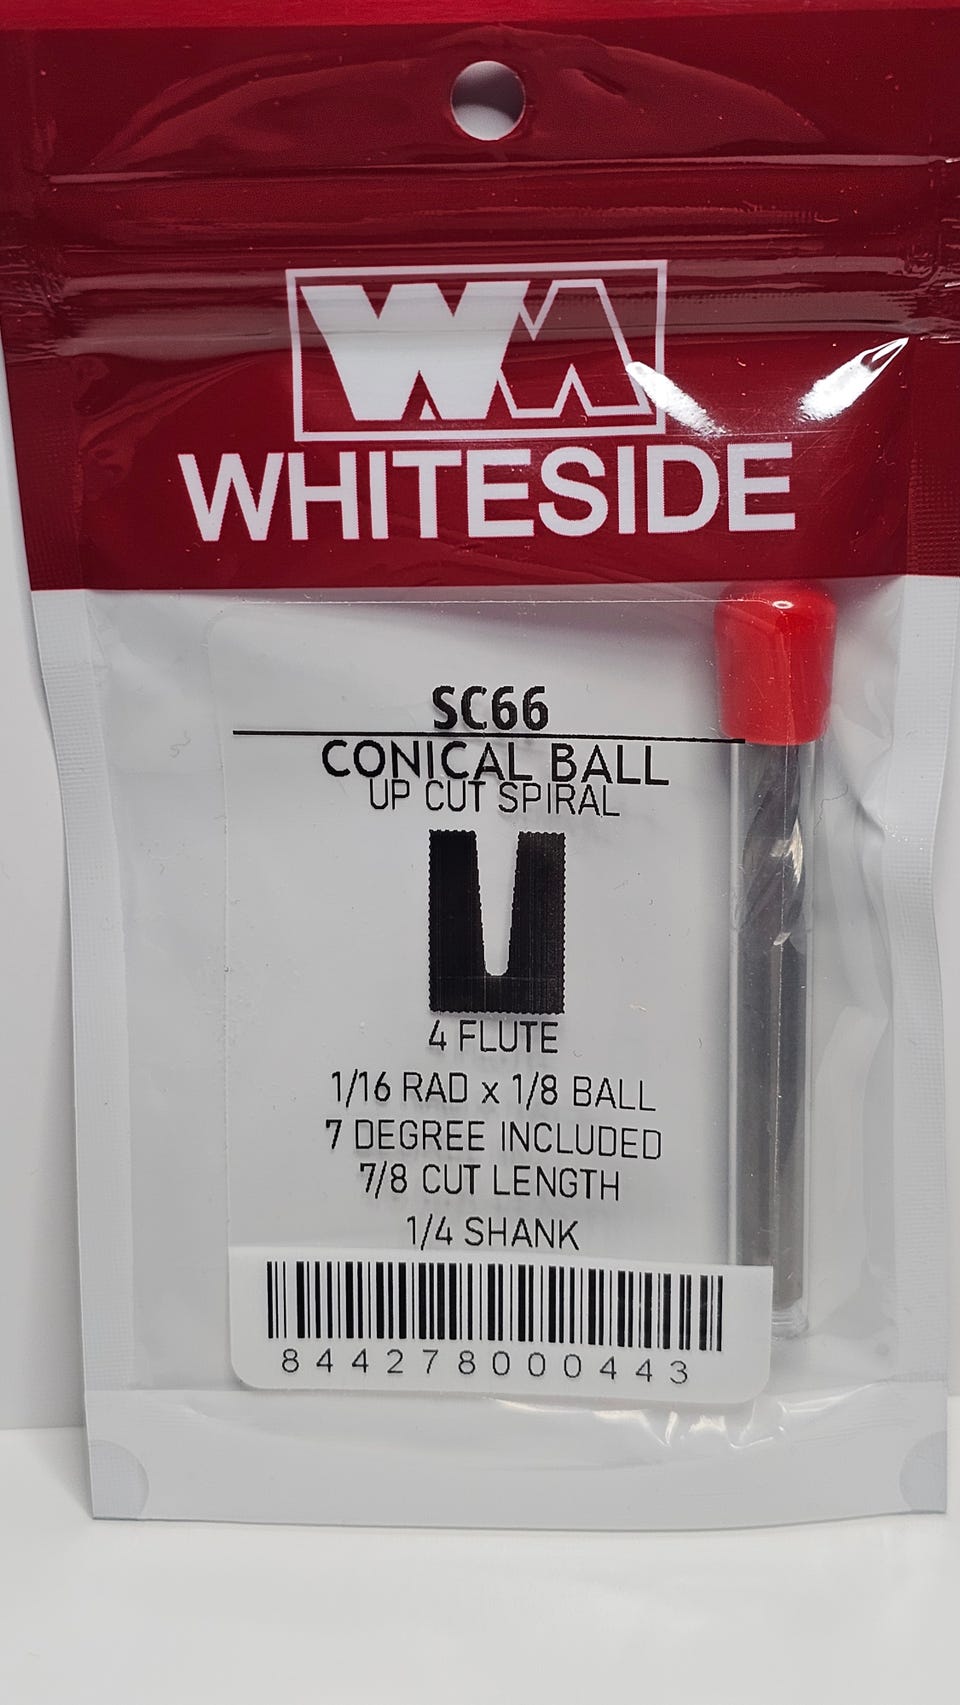 WHITESIDE
SC66
CONICAL BALL
UP CUT SPIRAL
4 FLUTE
1/16 RAD x 1/8 BALL
7 DEGREE INCLUDED
7/8 CUT LENGTH
1/4 SHANK
844278000443